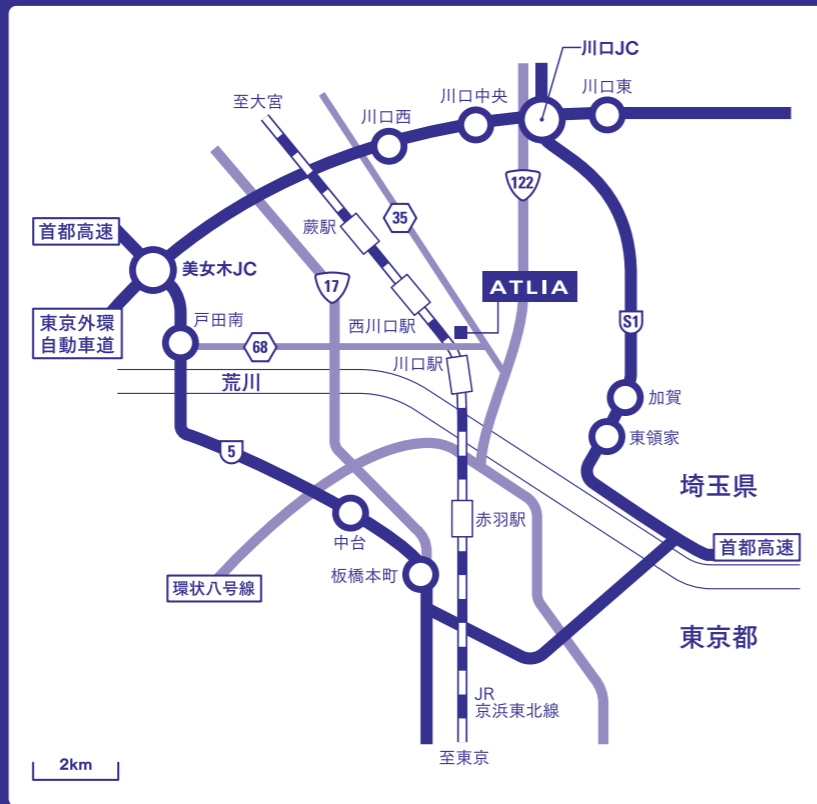 川口JC
至大宮
川口西
川口中央
川口東
122
35
蕨駅
首都高速
美女木JC
17
ATLIA
東京外環
自動車道
戸田南
西川口駅
S1
68
川口駅
荒川
加賀
東領家
5
埼玉県
赤羽駅
中台
首都高速
板橋本町
環状八号線
東京都
JR
京浜東北線
至東京
2km